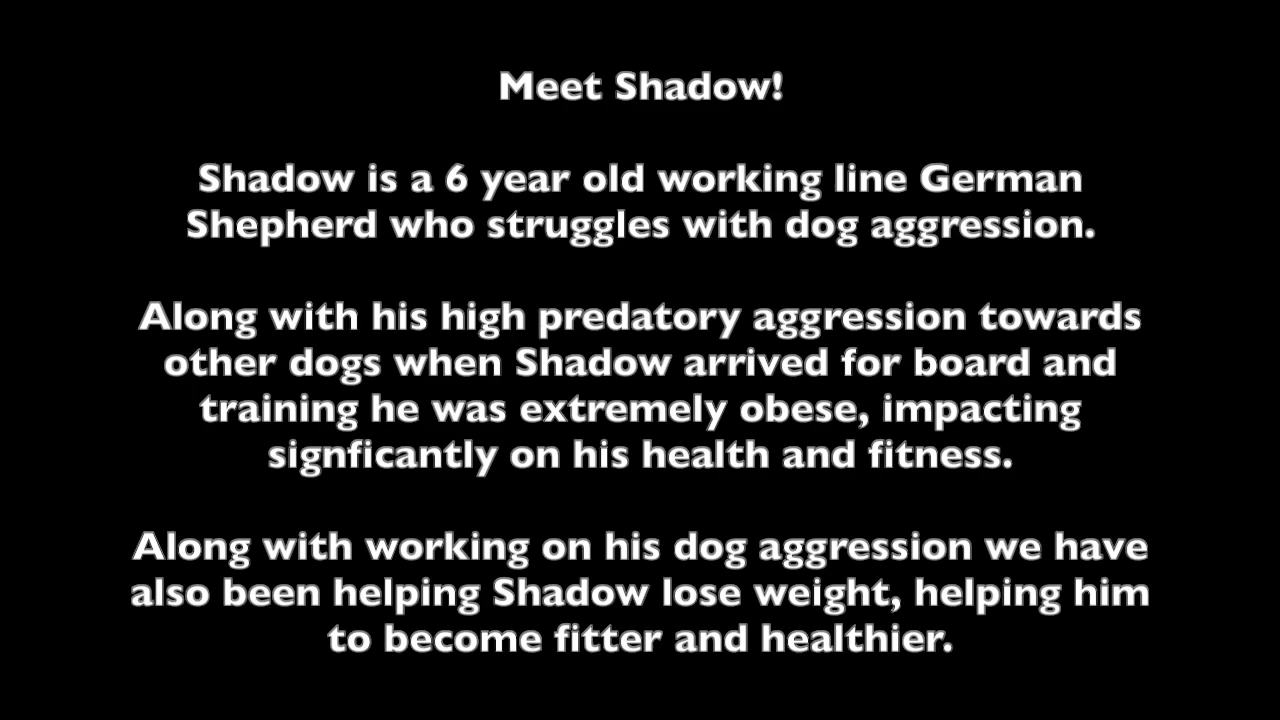 Meet Shadow!
Shadow is a 6 year old working line German
Shepherd who struggles with dog aggression.
Along with his high predatory aggression towards
other dogs when Shadow arrived for board and
training he was extremely obese, impacting
signficantly on his health and fitness.
Along with working on his dog aggression we have
also been helping Shadow lose weight, helping him
to become fitter and healthier.